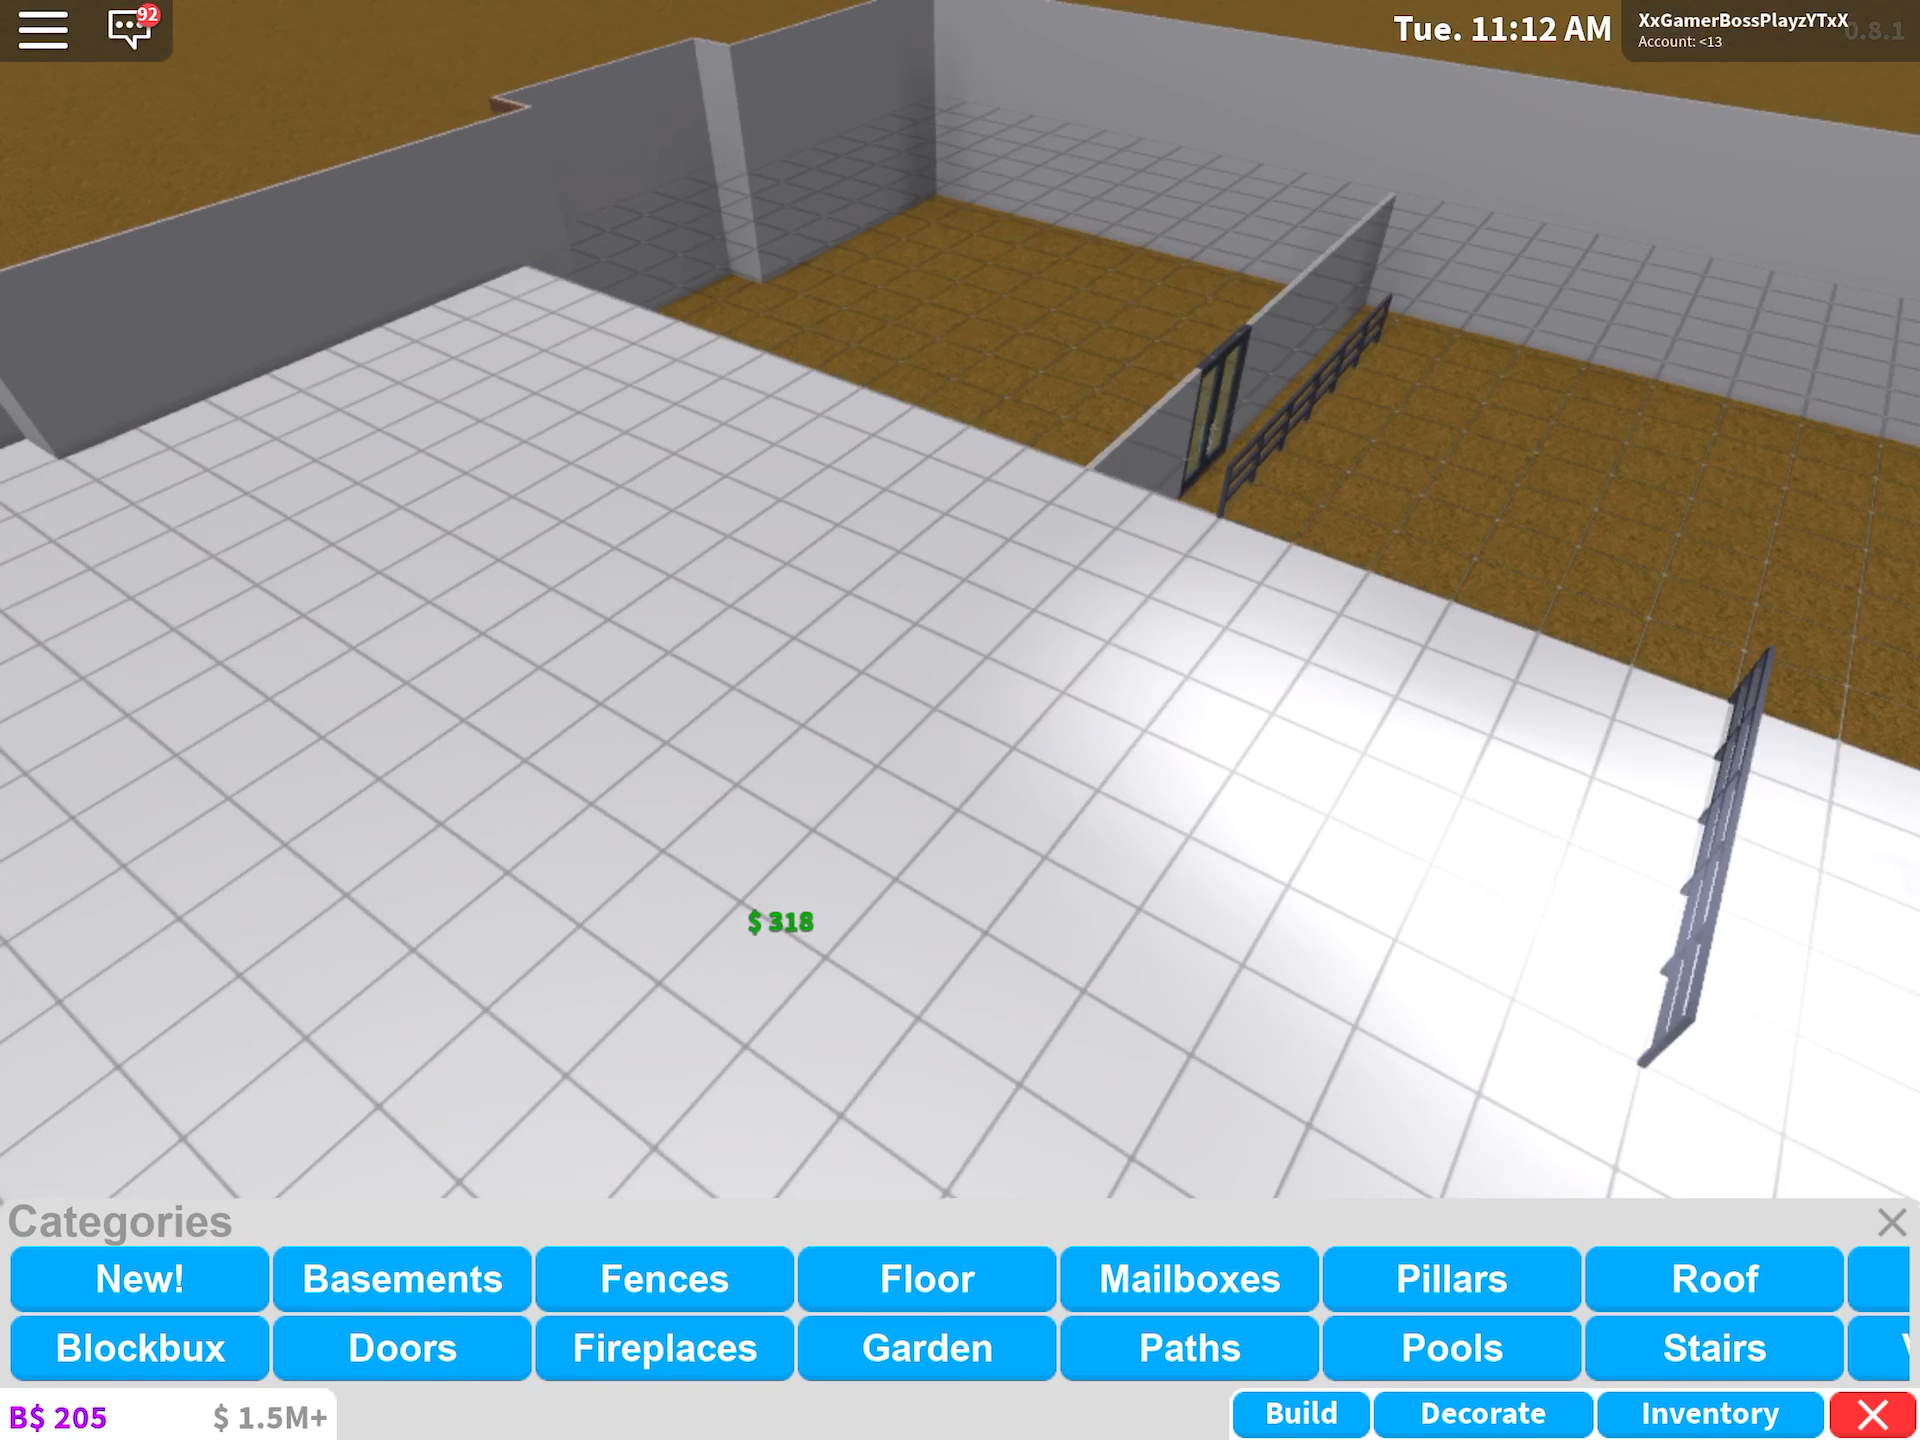 92
Tue. 11:12 AM
XxGamerBossPlayzYTxX
Account: <13
0.8.1
$ 318
Categories
New! Basements Fences Floor Mailboxes Pillars Roof
Blockbux Doors Fireplaces Garden Paths Pools Stairs
B$ 205 $ 1.5M+ Build Decorate Inventory